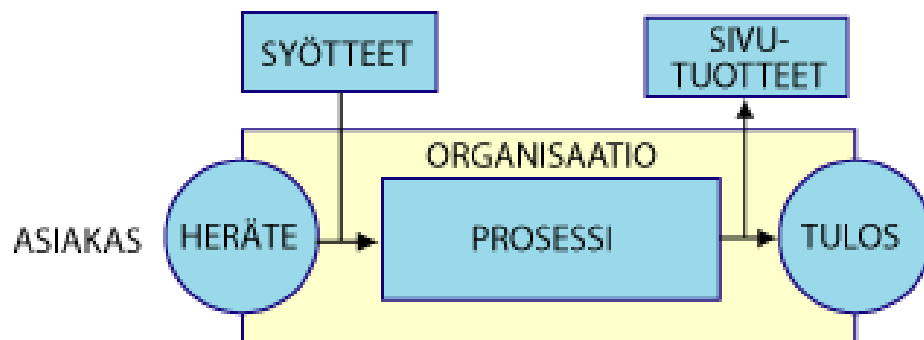 SYÖTTEET
SIVU-
TUOTTEET
ORGANISAATIO
ASIAKAS
HERÄTE
PROSESSI
TULOS